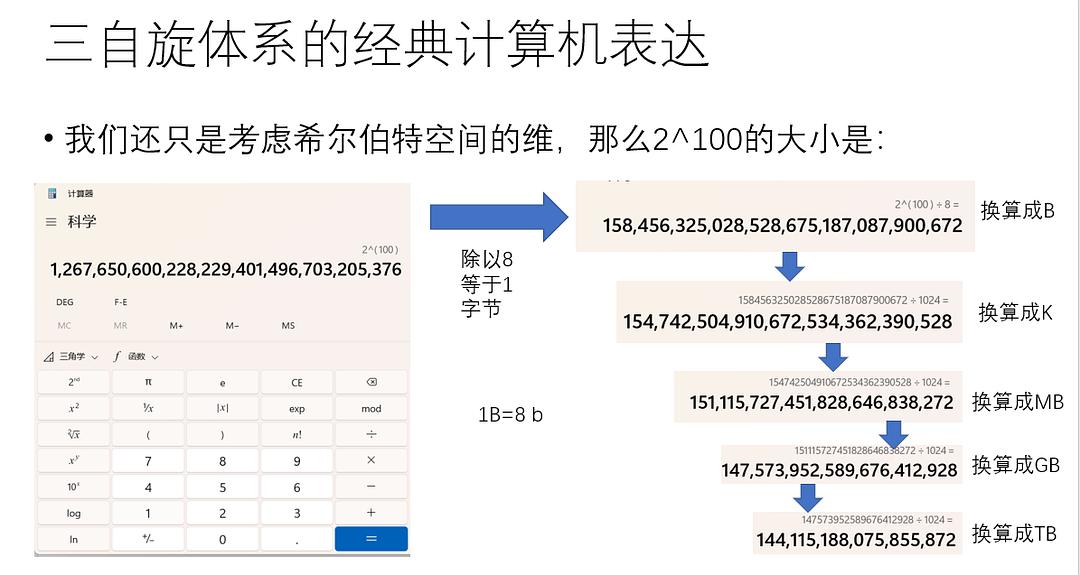 三自旋体系的经典计算机表达
• 我们还只是考虑希尔伯特空间的维，那么2^100的大小是：
计算器
≡ 科学
2^(100)
1,267,650,600,228,229,401,496,703,205,376
DEG F-E
MC MR M+ M− MS
三角学 f 函数
2ⁿᵈ π e CE
x² ¹/x |x| exp mod
²√x ( ) n! ÷
xʸ 7 8 9 ×
10ˣ 4 5 6 −
log 1 2 3 +
ln +/− 0 . =
除以8
等于1
字节
1B=8 b
2^(100) ÷ 8 =
158,456,325,028,528,675,187,087,900,672
换算成B
158456325028528675187087900672 ÷ 1024 =
154,742,504,910,672,534,362,390,528
换算成K
154742504910672534362390528 ÷ 1024 =
151,115,727,451,828,646,838,272
换算成MB
151115727451828646838272 ÷ 1024 =
147,573,952,589,676,412,928
换算成GB
147573952589676412928 ÷ 1024 =
144,115,188,075,855,872
换算成TB